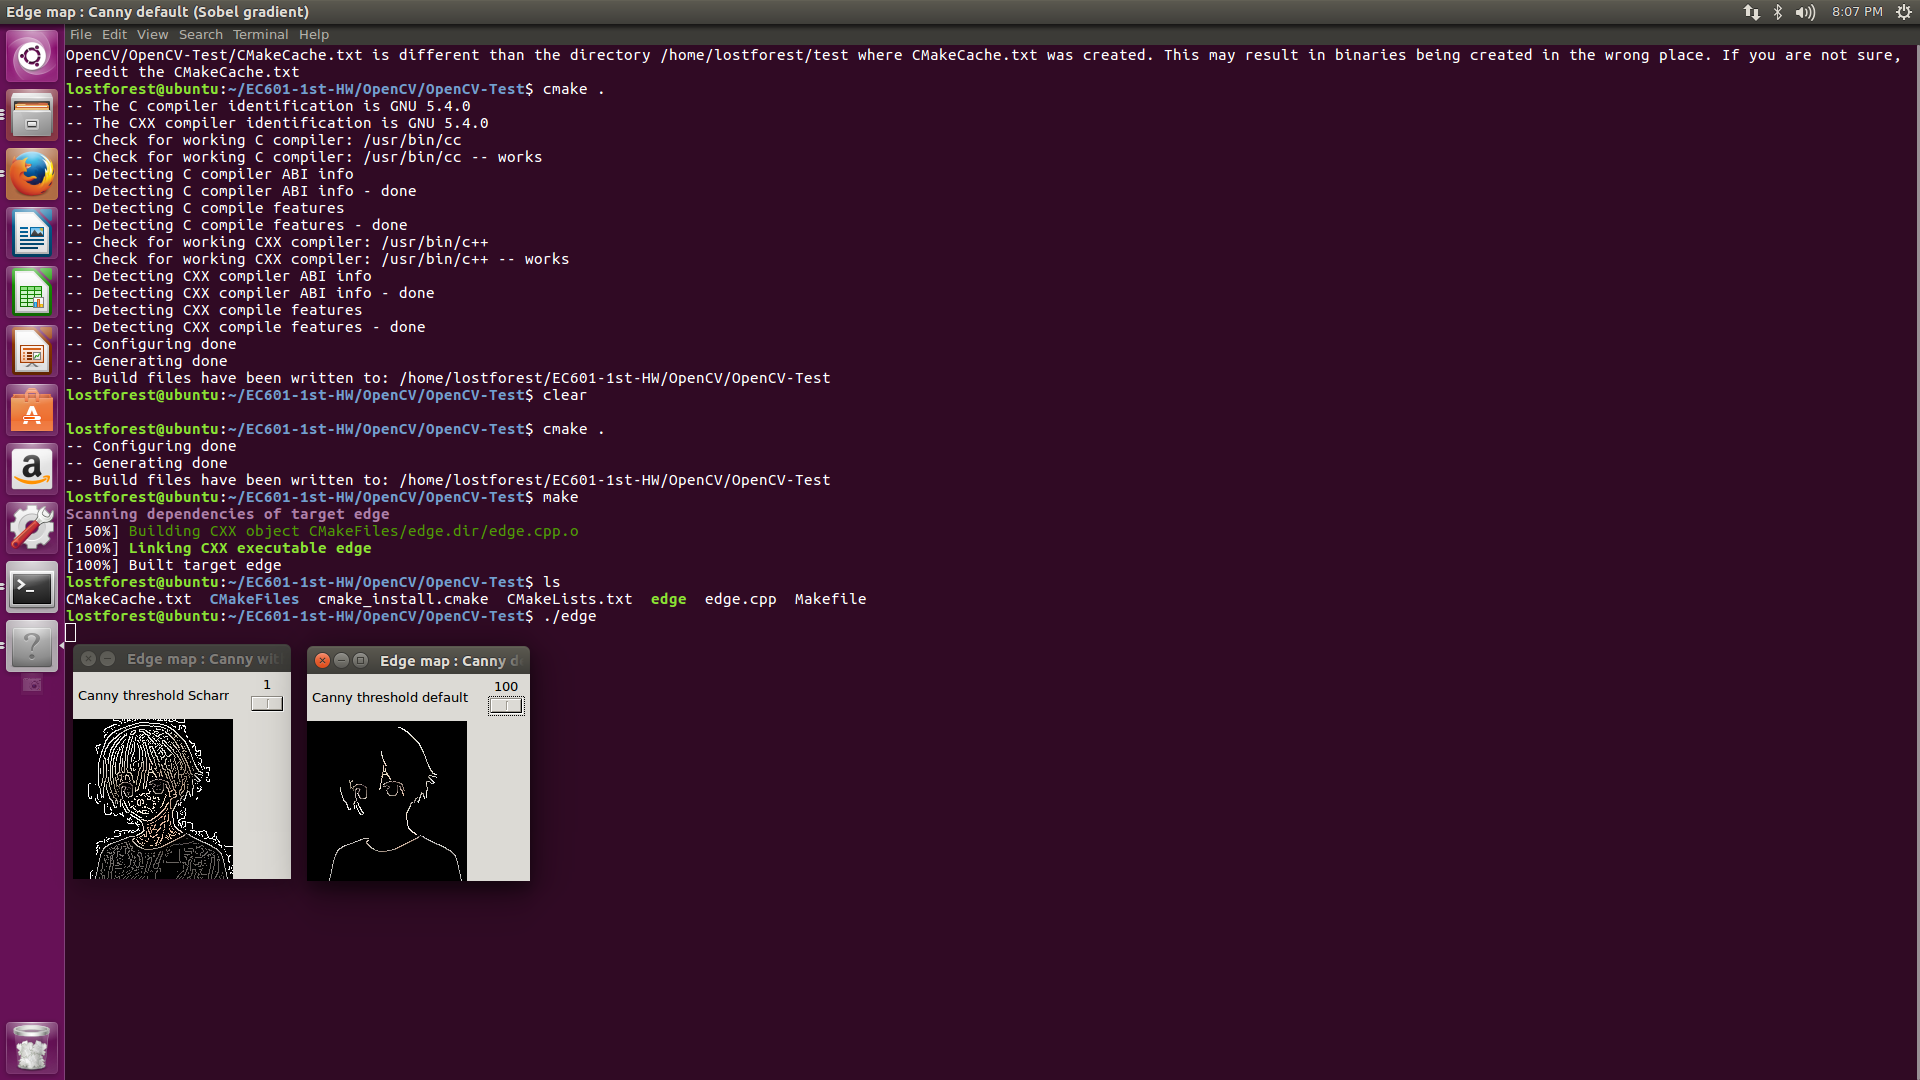 Edge map : Canny default (Sobel gradient)
8:07 PM
File Edit View Search Terminal Help
OpenCV/OpenCV-Test/CMakeCache.txt is different than the directory /home/lostforest/test where CMakeCache.txt was created. This may result in binaries being created in the wrong place. If you are not sure,
reedit the CMakeCache.txt
lostforest@ubuntu:~/EC601-1st-HW/OpenCV/OpenCV-Test$ cmake .
-- The C compiler identification is GNU 5.4.0
-- The CXX compiler identification is GNU 5.4.0
-- Check for working C compiler: /usr/bin/cc
-- Check for working C compiler: /usr/bin/cc -- works
-- Detecting C compiler ABI info
-- Detecting C compiler ABI info - done
-- Detecting C compile features
-- Detecting C compile features - done
-- Check for working CXX compiler: /usr/bin/c++
-- Check for working CXX compiler: /usr/bin/c++ -- works
-- Detecting CXX compiler ABI info
-- Detecting CXX compiler ABI info - done
-- Detecting CXX compile features
-- Detecting CXX compile features - done
-- Configuring done
-- Generating done
-- Build files have been written to: /home/lostforest/EC601-1st-HW/OpenCV/OpenCV-Test
lostforest@ubuntu:~/EC601-1st-HW/OpenCV/OpenCV-Test$ clear
lostforest@ubuntu:~/EC601-1st-HW/OpenCV/OpenCV-Test$ cmake .
-- Configuring done
-- Generating done
-- Build files have been written to: /home/lostforest/EC601-1st-HW/OpenCV/OpenCV-Test
lostforest@ubuntu:~/EC601-1st-HW/OpenCV/OpenCV-Test$ make
Scanning dependencies of target edge
[ 50%] Building CXX object CMakeFiles/edge.dir/edge.cpp.o
[100%] Linking CXX executable edge
[100%] Built target edge
lostforest@ubuntu:~/EC601-1st-HW/OpenCV/OpenCV-Test$ ls
CMakeCache.txt CMakeFiles cmake_install.cmake CMakeLists.txt edge edge.cpp Makefile
lostforest@ubuntu:~/EC601-1st-HW/OpenCV/OpenCV-Test$ ./edge
Edge map : Canny wit
Canny threshold Scharr 1
Edge map : Canny d
Canny threshold default 100